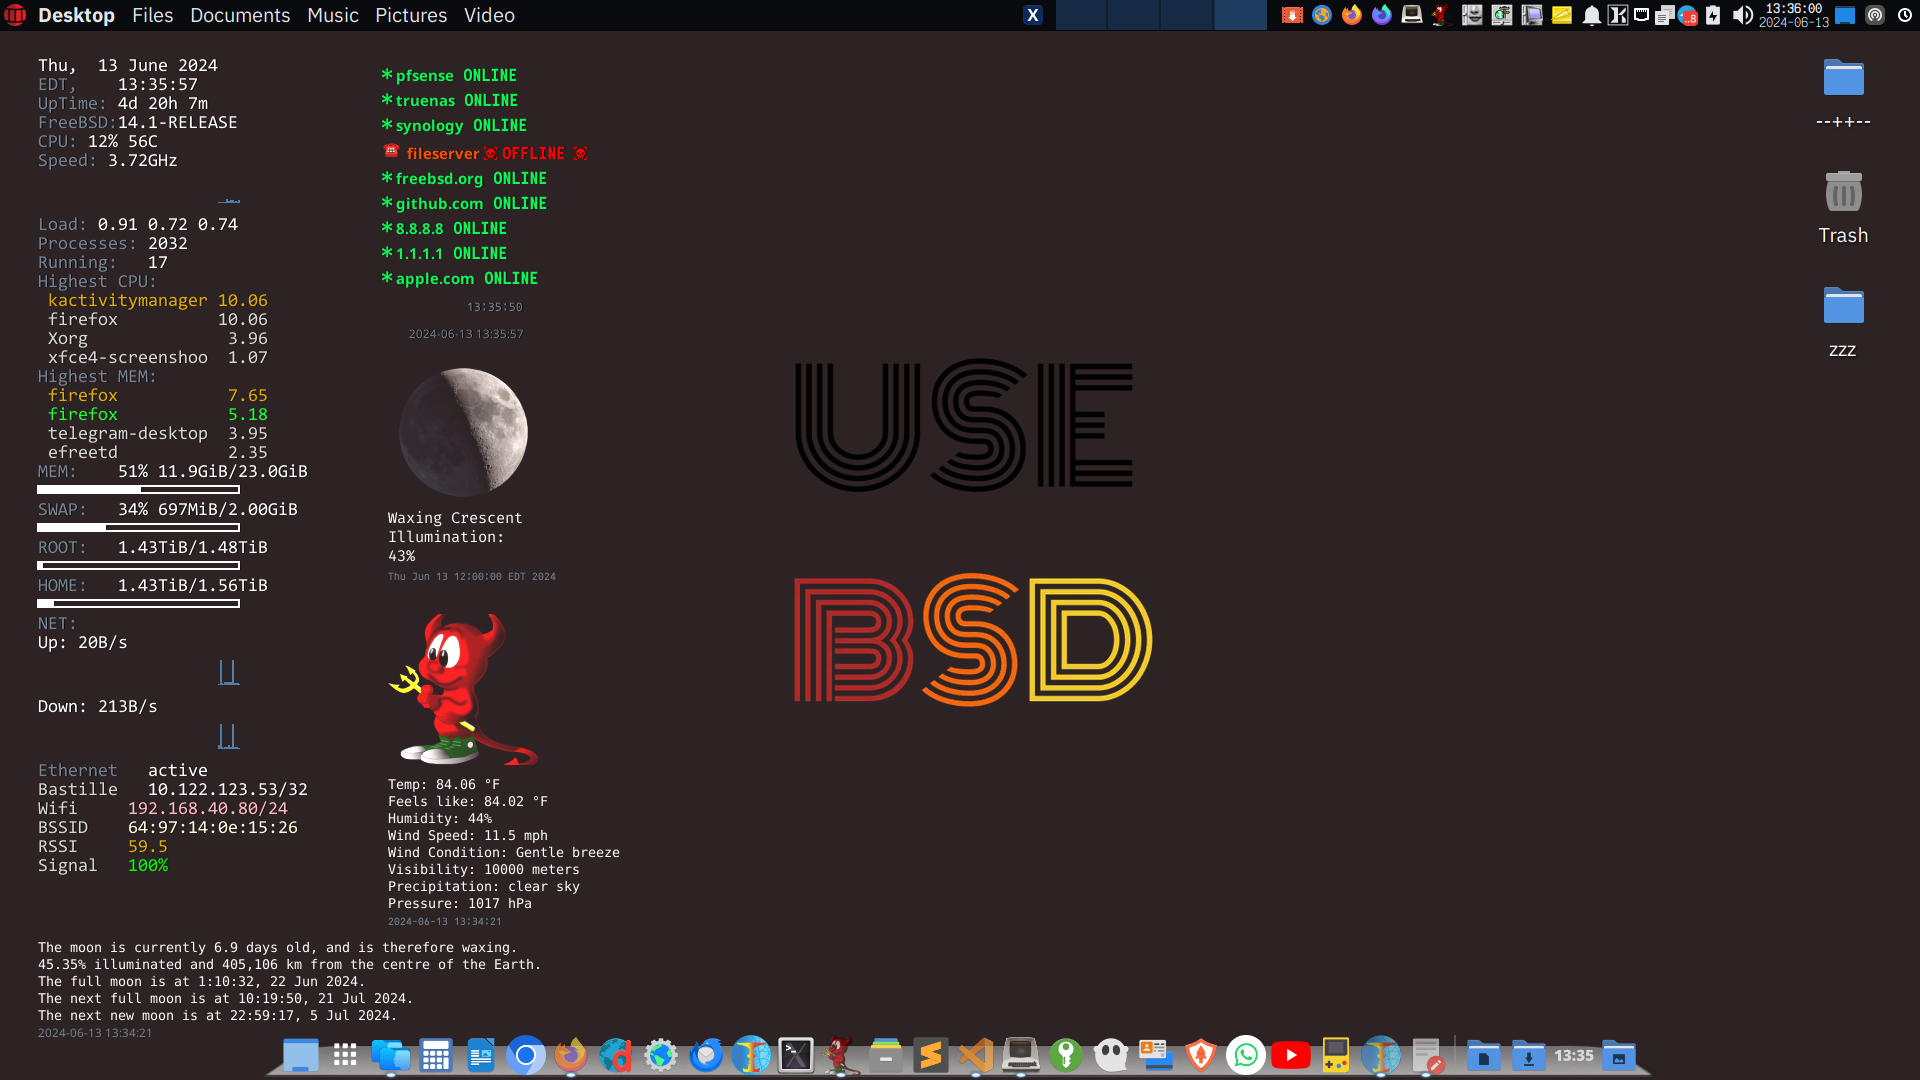 Desktop Files Documents Music Pictures Video
X
13:36:00
2024-06-13
Thu, 13 June 2024
EDT, 13:35:57
UpTime: 4d 20h 7m
FreeBSD:14.1-RELEASE
CPU: 12% 56C
Speed: 3.72GHz
Load: 0.91 0.72 0.74
Processes: 2032
Running: 17
Highest CPU:
kactivitymanager 10.06
firefox 10.06
Xorg 3.96
xfce4-screenshoo 1.07
Highest MEM:
firefox 7.65
firefox 5.18
telegram-desktop 3.95
efreetd 2.35
MEM: 51% 11.9GiB/23.0GiB
SWAP: 34% 697MiB/2.00GiB
ROOT: 1.43TiB/1.48TiB
HOME: 1.43TiB/1.56TiB
NET:
Up: 20B/s
Down: 213B/s
Ethernet active
Bastille 10.122.123.53/32
Wifi 192.168.40.80/24
BSSID 64:97:14:0e:15:26
RSSI 59.5
Signal 100%
*pfsense ONLINE
*truenas ONLINE
*synology ONLINE
fileserver OFFLINE
*freebsd.org ONLINE
*github.com ONLINE
*8.8.8.8 ONLINE
*1.1.1.1 ONLINE
*apple.com ONLINE
13:35:50
2024-06-13 13:35:57
Waxing Crescent
Illumination:
43%
Thu Jun 13 12:00:00 EDT 2024
Temp: 84.06 °F
Feels like: 84.02 °F
Humidity: 44%
Wind Speed: 11.5 mph
Wind Condition: Gentle breeze
Visibility: 10000 meters
Precipitation: clear sky
Pressure: 1017 hPa
2024-06-13 13:34:21
The moon is currently 6.9 days old, and is therefore waxing.
45.35% illuminated and 405,106 km from the centre of the Earth.
The full moon is at 1:10:32, 22 Jun 2024.
The next full moon is at 10:19:50, 21 Jul 2024.
The next new moon is at 22:59:17, 5 Jul 2024.
2024-06-13 13:34:21
USE
BSD
--++--
Trash
zzz
13:35